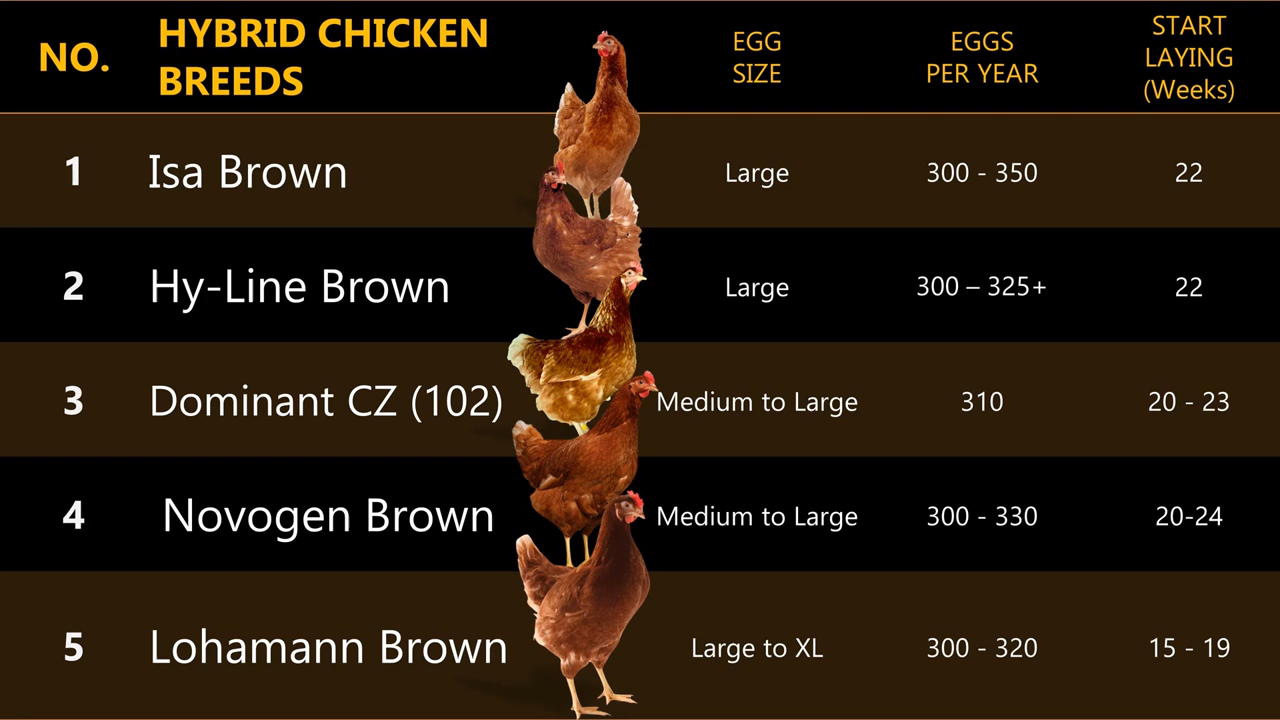 NO.
HYBRID CHICKEN
BREEDS
EGG
SIZE
EGGS
PER YEAR
START
LAYING
(Weeks)
1 Isa Brown Large 300 - 350 22
2 Hy-Line Brown Large 300 – 325+ 22
3 Dominant CZ (102) Medium to Large 310 20 - 23
4 Novogen Brown Medium to Large 300 - 330 20-24
5 Lohamann Brown Large to XL 300 - 320 15 - 19